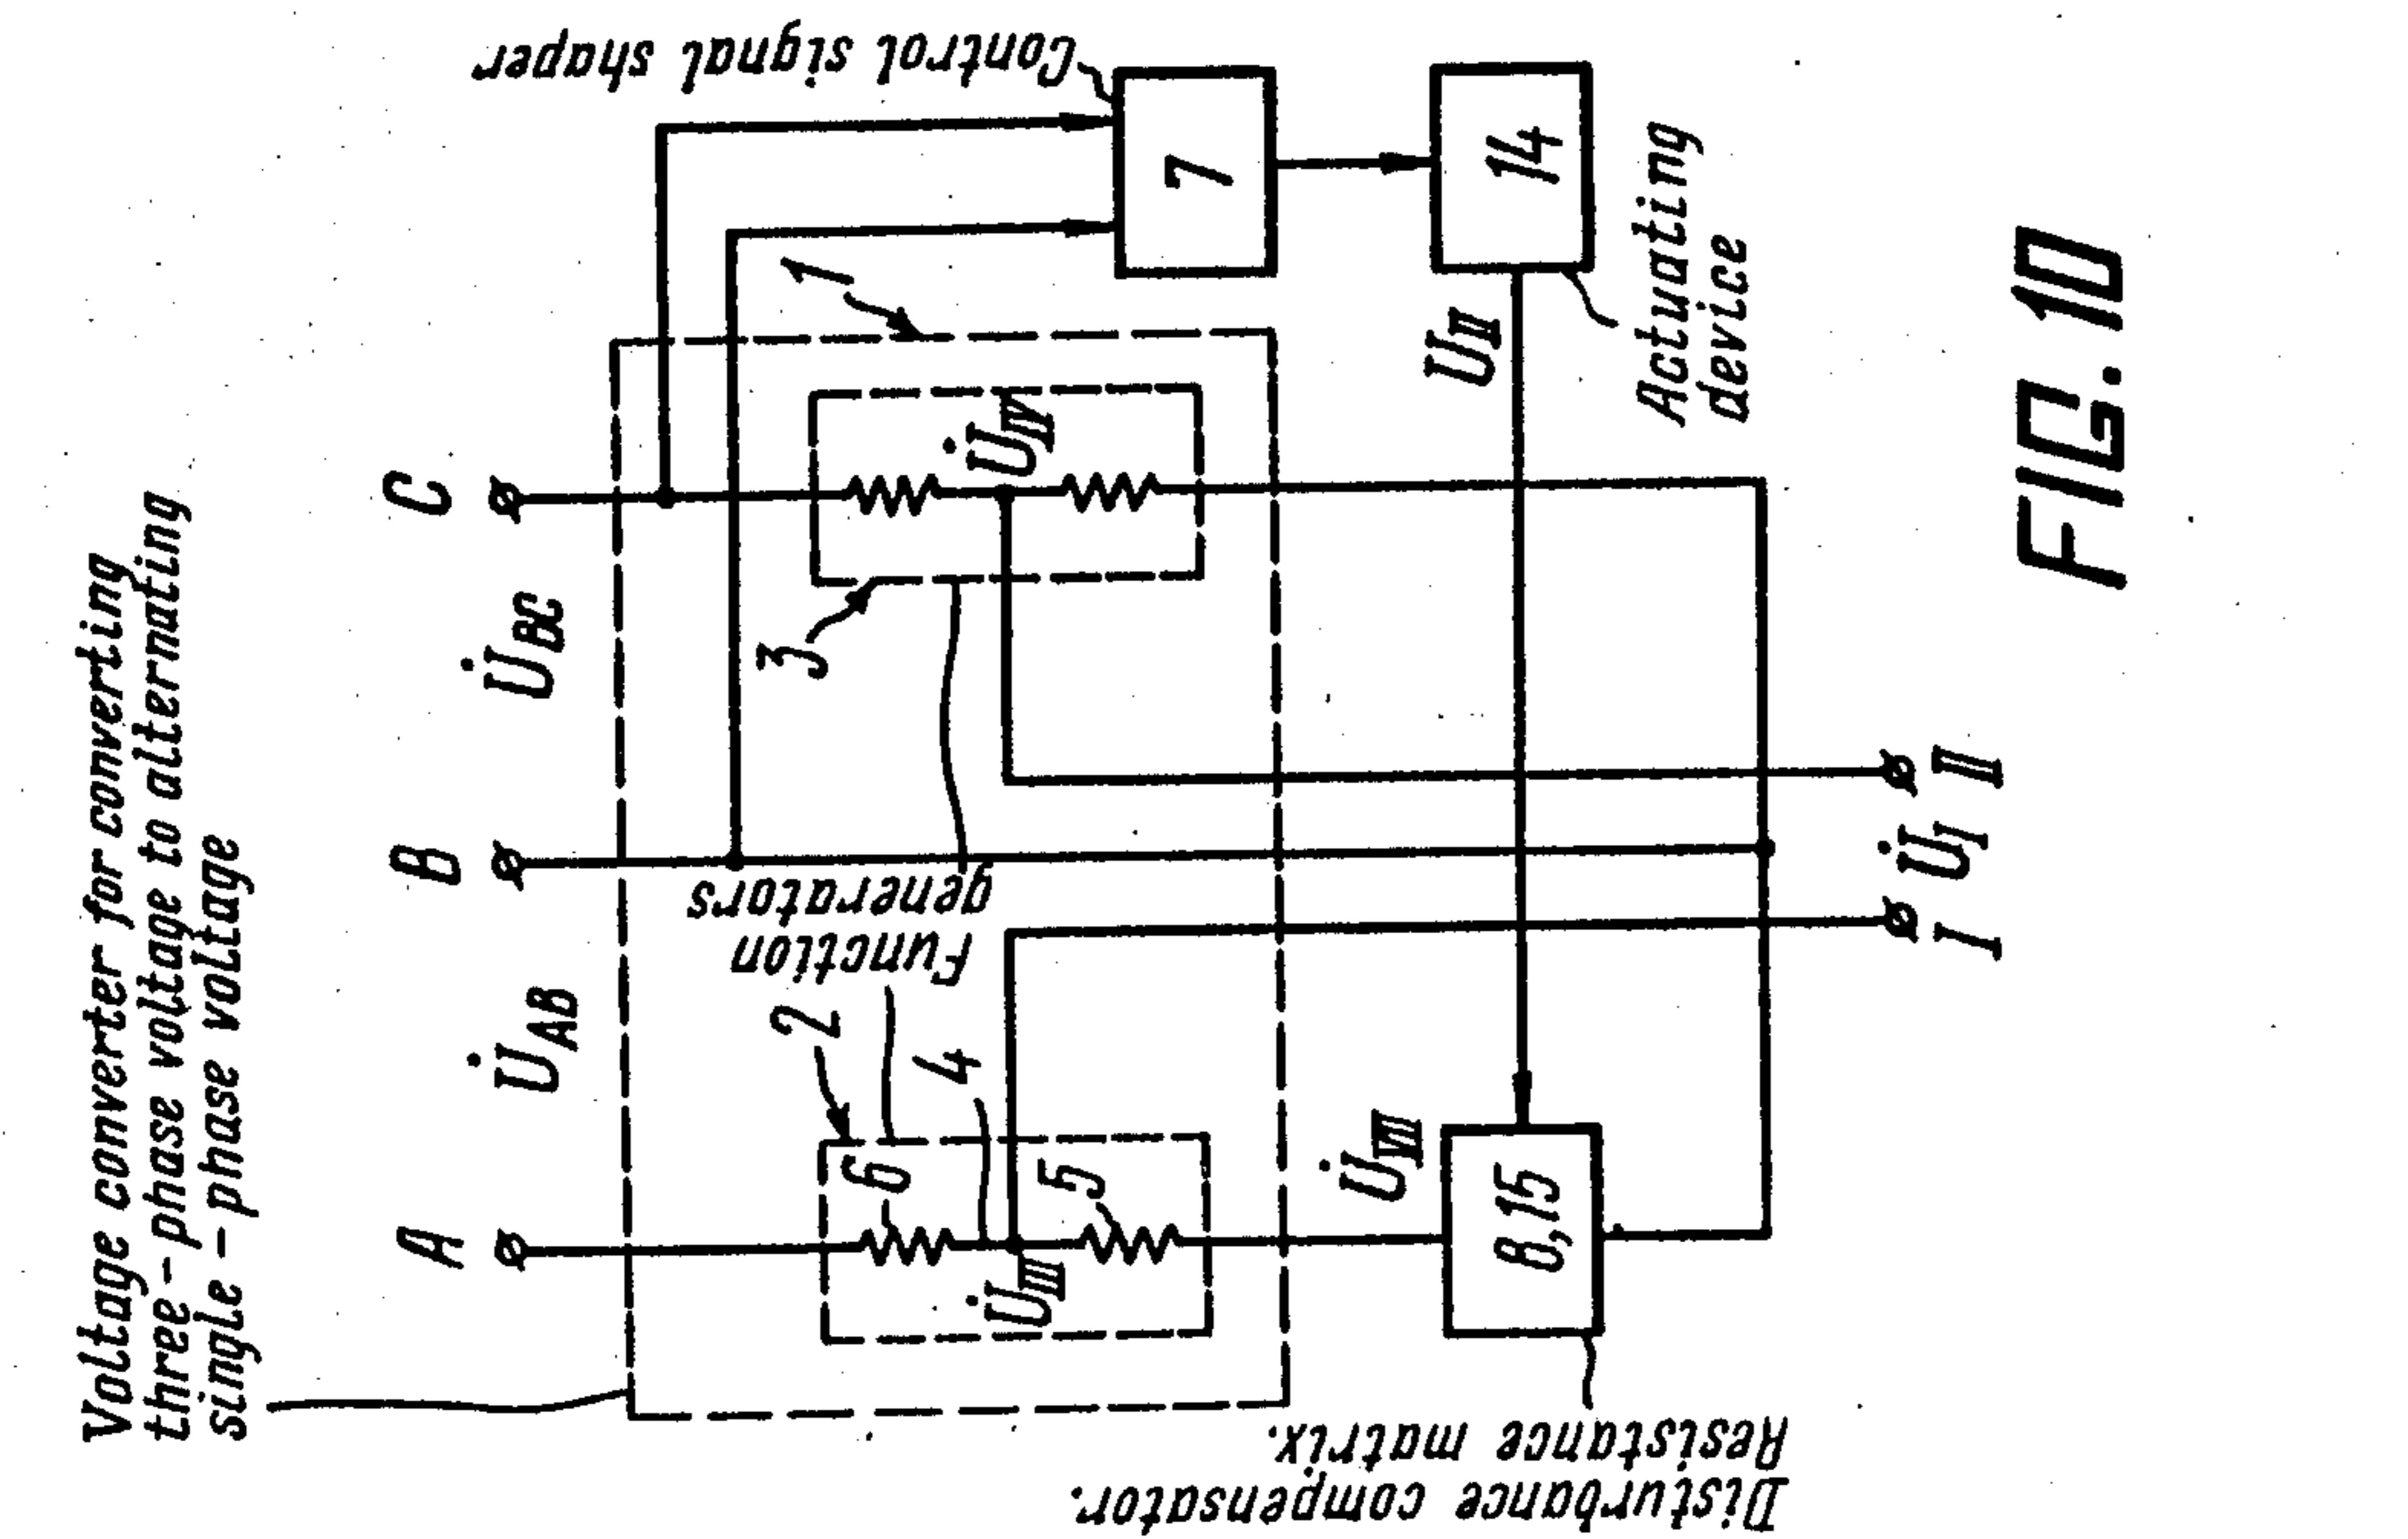 Voltage converter for converting
three-phase voltage to alternating
single-phase voltage
A
B
C
U̇AB
U̇BC
1
2
3
4
5
6
Function
generators
U̇III
U̇IV
Control signal shaper
7
14
Actuating
device
UII
U̇VII
8,15
Disturbance compensator.
Resistance matrix.
I
U̇I
II
FIG. 10